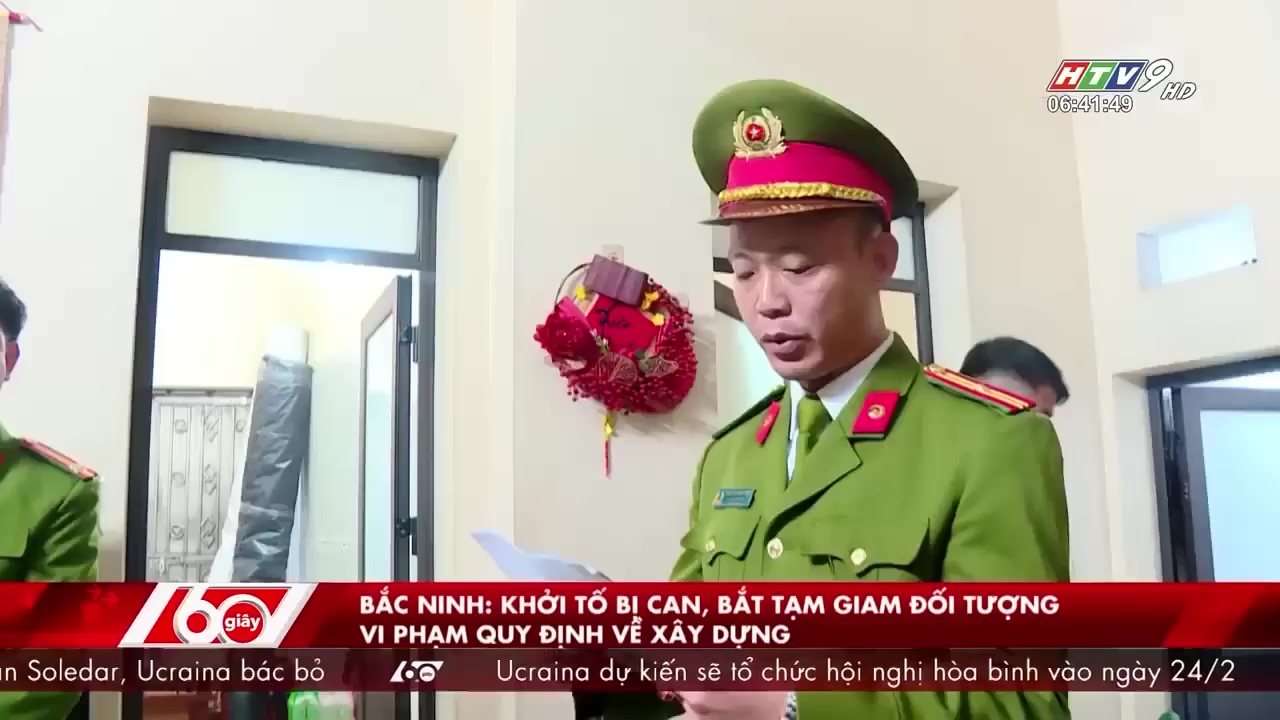 HTV9 HD
06:41:49
60 giây
BẮC NINH: KHỞI TỐ BỊ CAN, BẮT TẠM GIAM ĐỐI TƯỢNG
VI PHẠM QUY ĐỊNH VỀ XÂY DỰNG
n Soledar, Ucraina bác bỏ 60 giây Ucraina dự kiến sẽ tổ chức hội nghị hòa bình vào ngày 24/2